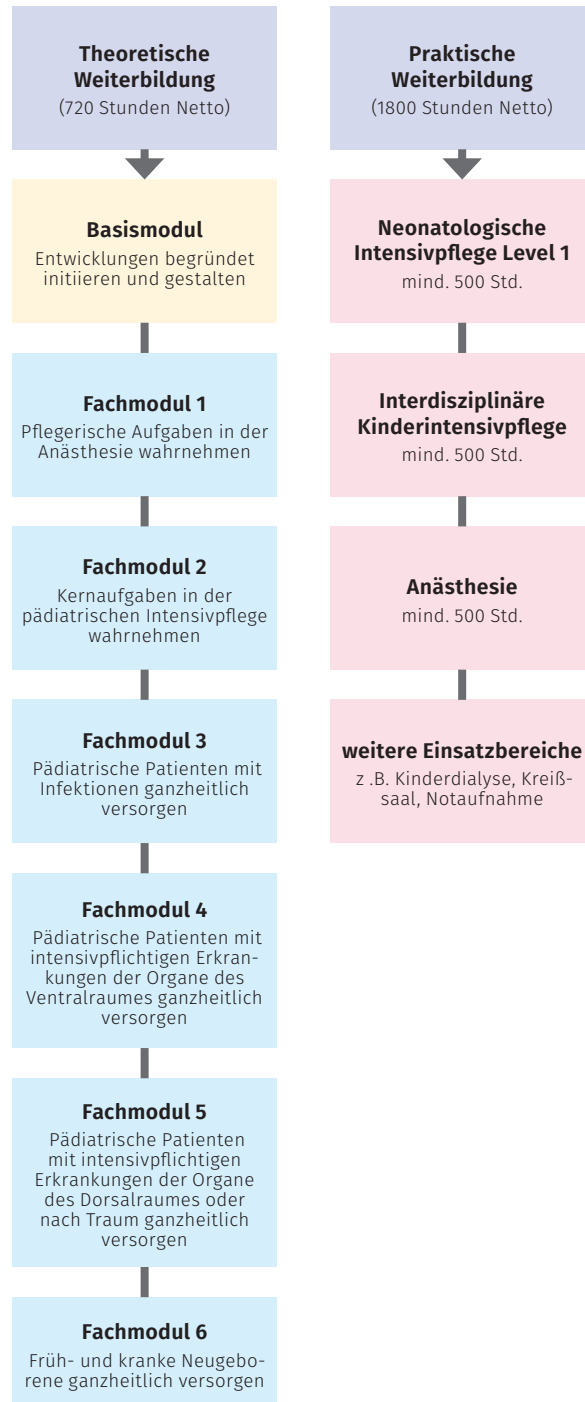 Theoretische
Weiterbildung
(720 Stunden Netto)
Basismodul
Entwicklungen begründet
initiieren und gestalten
Fachmodul 1
Pflegerische Aufgaben in der
Anästhesie wahrnehmen
Fachmodul 2
Kernaufgaben in der
pädiatrischen Intensivpflege
wahrnehmen
Fachmodul 3
Pädiatrische Patienten mit
Infektionen ganzheitlich
versorgen
Fachmodul 4
Pädiatrische Patienten mit
intensivpflichtigen Erkran-
kungen der Organe des
Ventralraumes ganzheitlich
versorgen
Fachmodul 5
Pädiatrische Patienten
mit intensivpflichtigen
Erkrankungen der Organe
des Dorsalraumes oder
nach Traum ganzheitlich
versorgen
Fachmodul 6
Früh- und kranke Neugebo-
rene ganzheitlich versorgen
Praktische
Weiterbildung
(1800 Stunden Netto)
Neonatologische
Intensivpflege Level 1
mind. 500 Std.
Interdisziplinäre
Kinderintensivpflege
mind. 500 Std.
Anästhesie
mind. 500 Std.
weitere Einsatzbereiche
z .B. Kinderdialyse, Kreiß-
saal, Notaufnahme